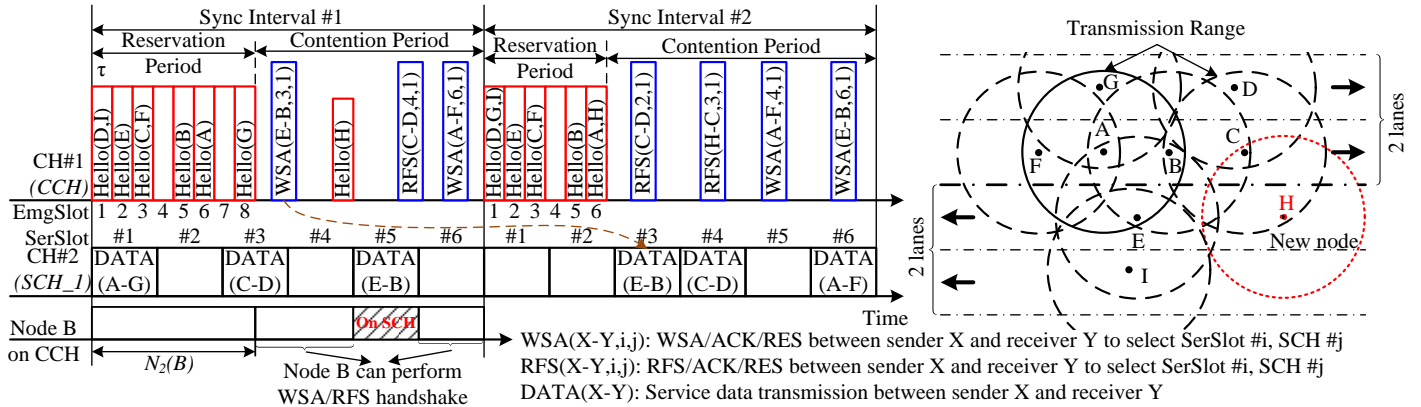 Sync Interval #1
Sync Interval #2
Reservation
Period
Contention Period
Reservation
Period
Contention Period
τ
Hello(D,I)
Hello(E)
Hello(C,F)
Hello(B)
Hello(A)
Hello(G)
WSA(E-B,3,1)
Hello(H)
RFS(C-D,4,1)
WSA(A-F,6,1)
Hello(D,G,I)
Hello(E)
Hello(C,F)
Hello(B)
Hello(A,H)
RFS(C-D,2,1)
RFS(H-C,3,1)
WSA(A-F,4,1)
WSA(E-B,6,1)
CH#1
(CCH)
EmgSlot
1 2 3 4 5 6 7 8
1 2 3 4 5 6
SerSlot
#1 #2 #3 #4 #5 #6
#1 #2 #3 #4 #5 #6
CH#2
(SCH_1)
DATA
(A-G)
DATA
(C-D)
DATA
(E-B)
DATA
(E-B)
DATA
(C-D)
DATA
(A-F)
Time
Node B
on CCH
On SCH
N2(B)
Node B can perform
WSA/RFS handshake
WSA(X-Y,i,j): WSA/ACK/RES between sender X and receiver Y to select SerSlot #i, SCH #j
RFS(X-Y,i,j): RFS/ACK/RES between sender X and receiver Y to select SerSlot #i, SCH #j
DATA(X-Y): Service data transmission between sender X and receiver Y
Transmission Range
G
D
A
C
F
B
H
E
New node
I
2 lanes
2 lanes